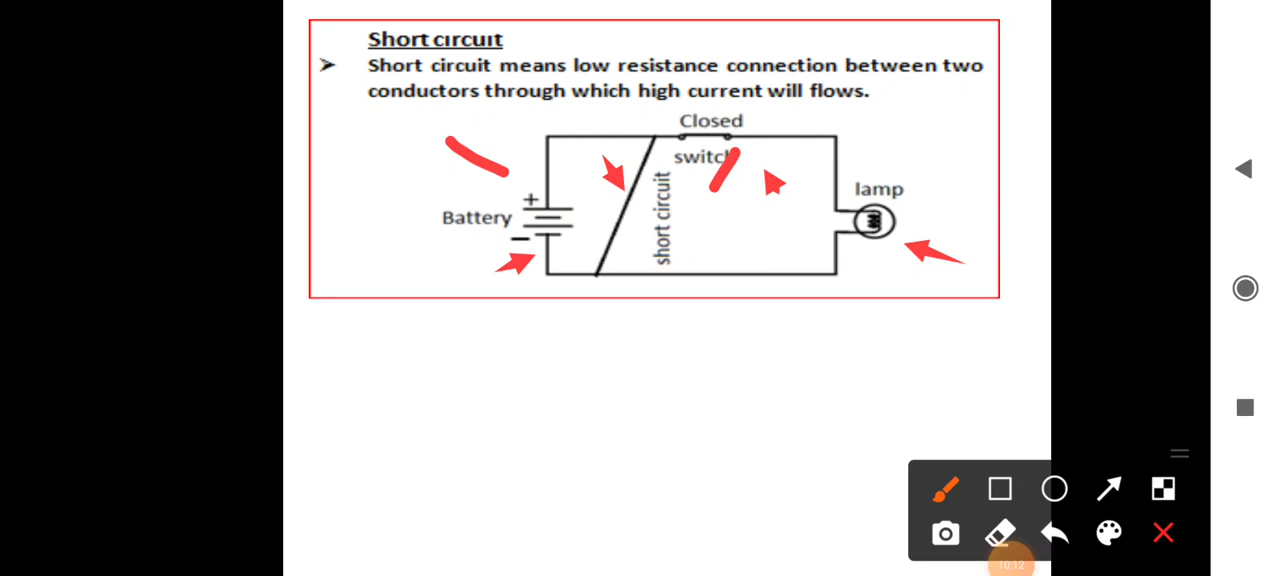 Short circuit
Short circuit means low resistance connection between two
conductors through which high current will flows.
Closed
switch
short circuit
lamp
+
Battery
−
10:12